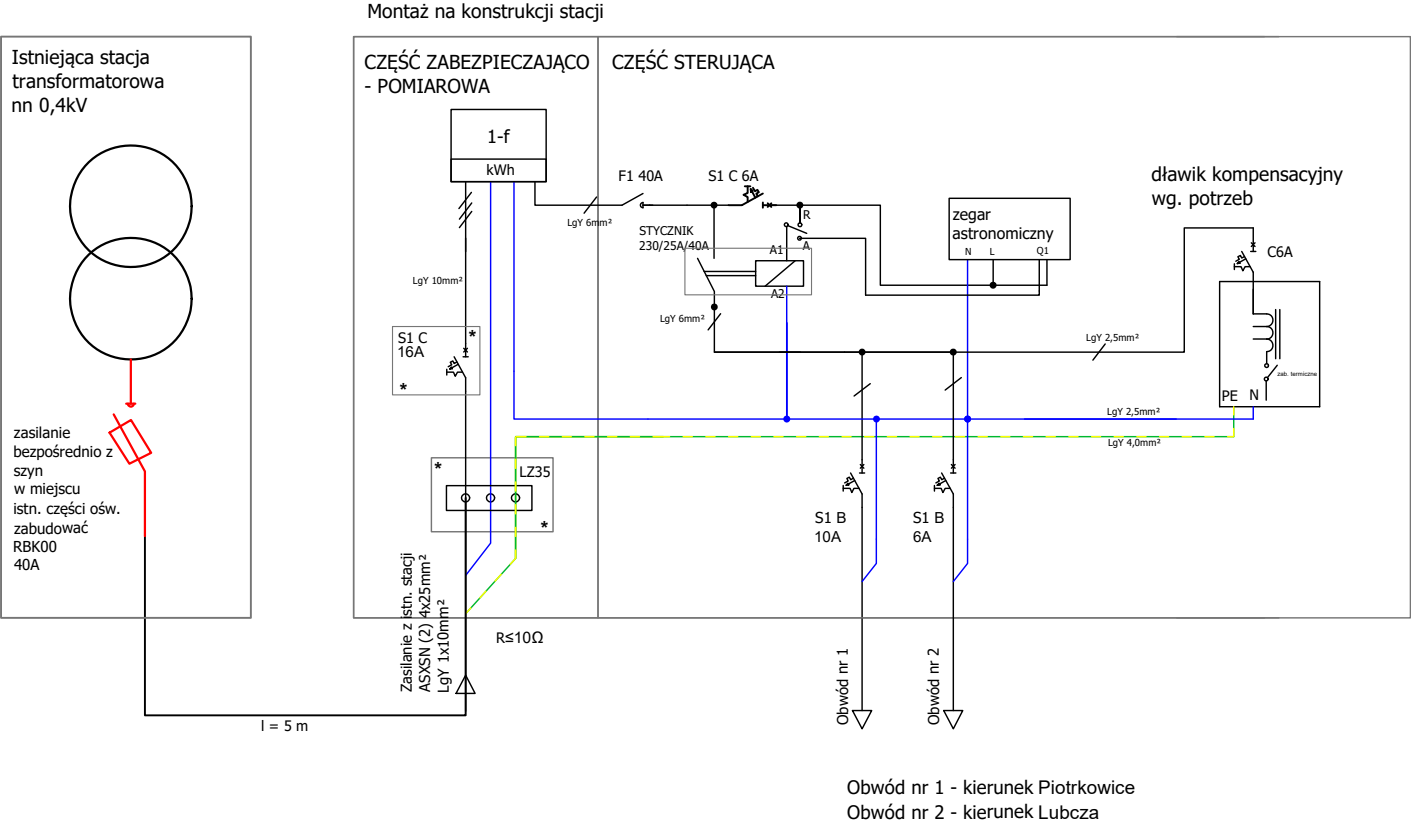 Montaż na konstrukcji stacji
Istniejąca stacja
transformatorowa
nn 0,4kV
zasilanie
bezpośrednio z
szyn
w miejscu
istn. części ośw.
zabudować
RBK00
40A
l = 5 m
CZĘŚĆ ZABEZPIECZAJĄCO
- POMIAROWA
1-f
kWh
LgY 10mm²
S1 C
16A
*
*
*
LZ35
*
Zasilanie z istn. stacji
ASXSN (2) 4x25mm²
LgY 1x10mm²
R≤10Ω
CZĘŚĆ STERUJĄCA
LgY 6mm²
F1 40A
S1 C 6A
STYCZNIK
230/25A/40A
R
A
A1
A2
LgY 6mm²
zegar
astronomiczny
N L Q1
dławik kompensacyjny
wg. potrzeb
C6A
LgY 2,5mm²
zab. termiczne
PE N
LgY 2,5mm²
LgY 4,0mm²
S1 B
10A
S1 B
6A
Obwód nr 1
Obwód nr 2
Obwód nr 1 - kierunek Piotrkowice
Obwód nr 2 - kierunek Lubcza